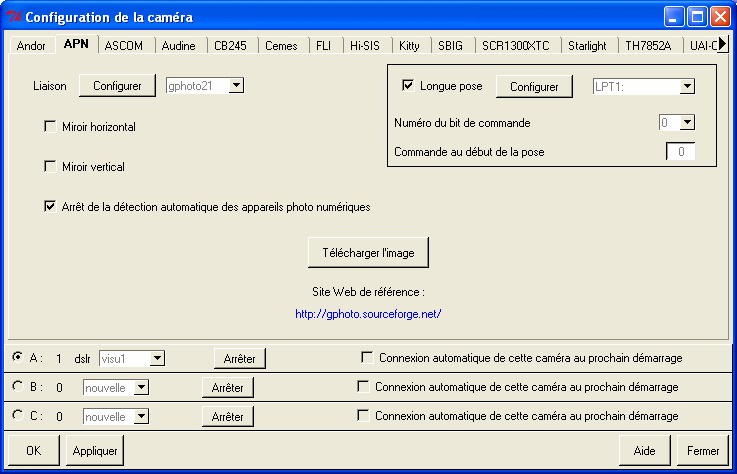 Configuration de la caméra
Andor APN ASCOM Audine CB245 Cemes FLI Hi-SIS Kitty SBIG SCR1300XTC Starlight TH7852A
Liaison Configurer gphoto21 Longue pose Configurer LPT1:
Miroir horizontal Numéro du bit de commande 0
Commande au début de la pose 0
Miroir vertical
Arrêt de la détection automatique des appareils photo numériques
Télécharger l'image
Site Web de référence :
http://gphoto.sourceforge.net/
A : 1 dslr visu1 Arrêter Connexion automatique de cette caméra au prochain démarrage
B : 0 nouvelle Arrêter Connexion automatique de cette caméra au prochain démarrage
C : 0 nouvelle Arrêter Connexion automatique de cette caméra au prochain démarrage
OK Appliquer Aide Fermer